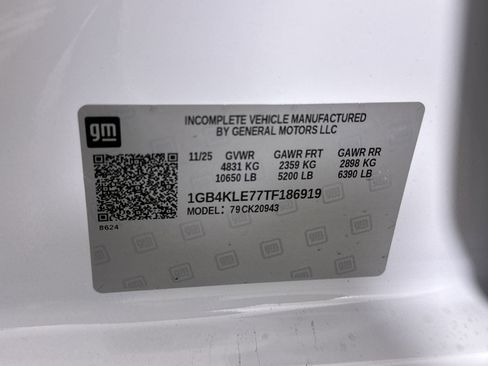 gm
INCOMPLETE VEHICLE MANUFACTURED
BY GENERAL MOTORS LLC
11/25 GVWR GAWR FRT GAWR RR
4831 KG 2359 KG 2898 KG
10650 LB 5200 LB 6390 LB
1GB4KLE77TF186919
MODEL: 79CK20943
8624